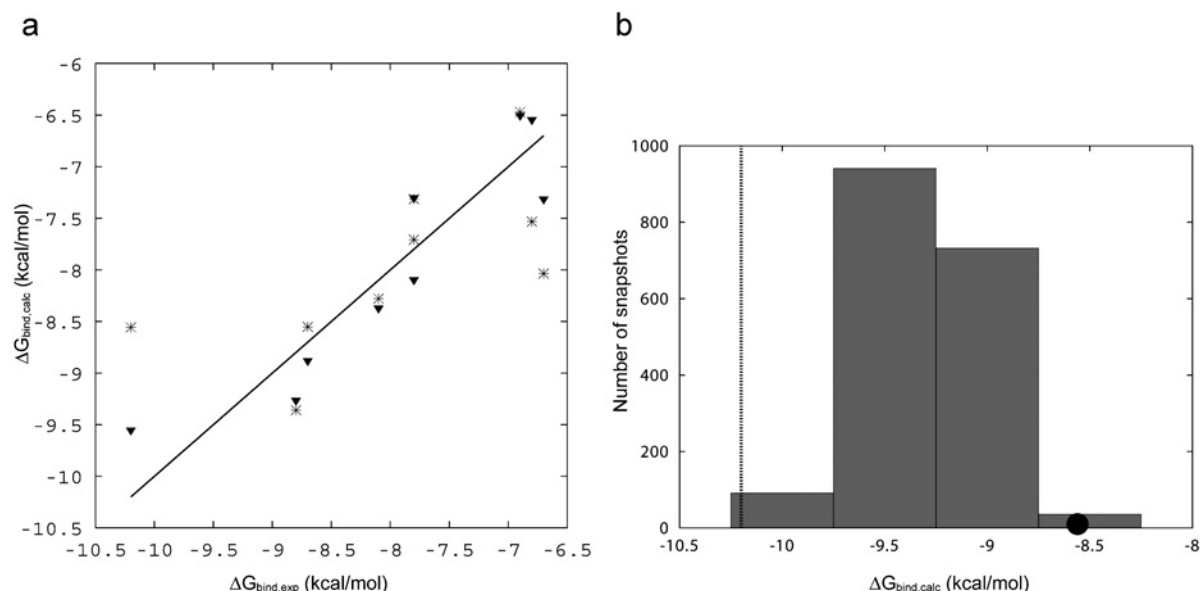 a
-6
-6.5
-7
-7.5
-8
-8.5
-9
-9.5
-10
-10.5
ΔGbind,calc (kcal/mol)
-10.5 -10 -9.5 -9 -8.5 -8 -7.5 -7 -6.5
ΔGbind,exp (kcal/mol)
b
1000
800
600
400
200
0
Number of snapshots
-10.5 -10 -9.5 -9 -8.5 -8
ΔGbind,calc (kcal/mol)